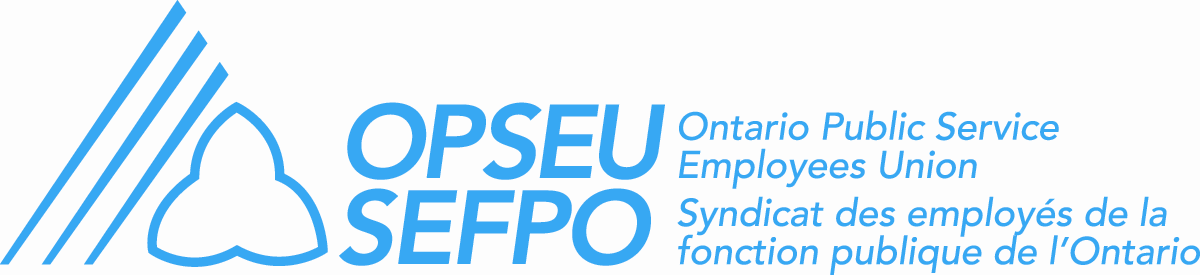 OPSEU
SEFPO
Ontario Public Service
Employees Union
Syndicat des employés de la
fonction publique de l'Ontario